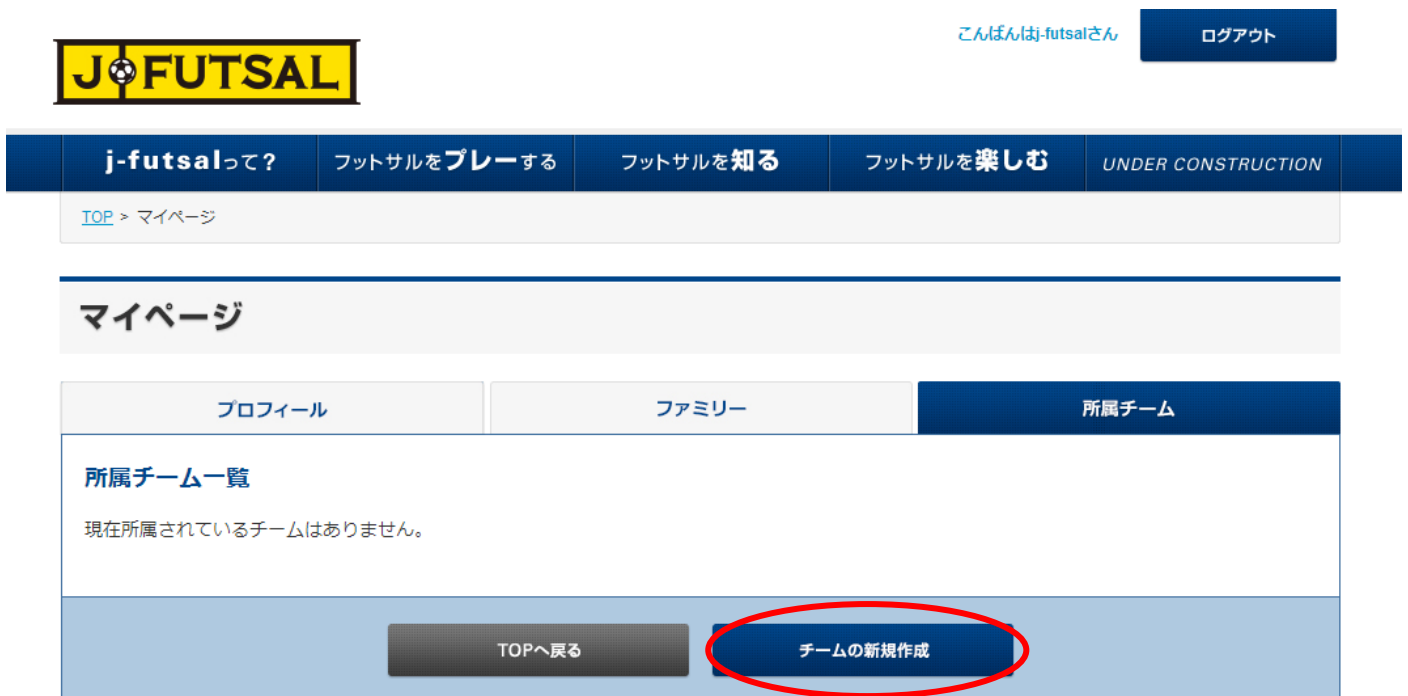 こんばんはj-futsalさん
ログアウト
J FUTSAL
j-futsalって？
フットサルをプレーする
フットサルを知る
フットサルを楽しむ
UNDER CONSTRUCTION
TOP > マイページ
マイページ
プロフィール
ファミリー
所属チーム
所属チーム一覧
現在所属されているチームはありません。
TOPへ戻る
チームの新規作成